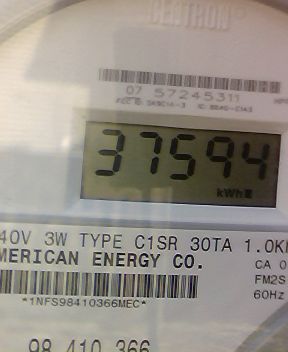 CENTRON®
07 57245311
37594
kWh
40V 3W TYPE C1SR 30TA 1.0K
MERICAN ENERGY CO.
CA 0
FM2S
60Hz
*1NFS98410366MEC*
98 410 366